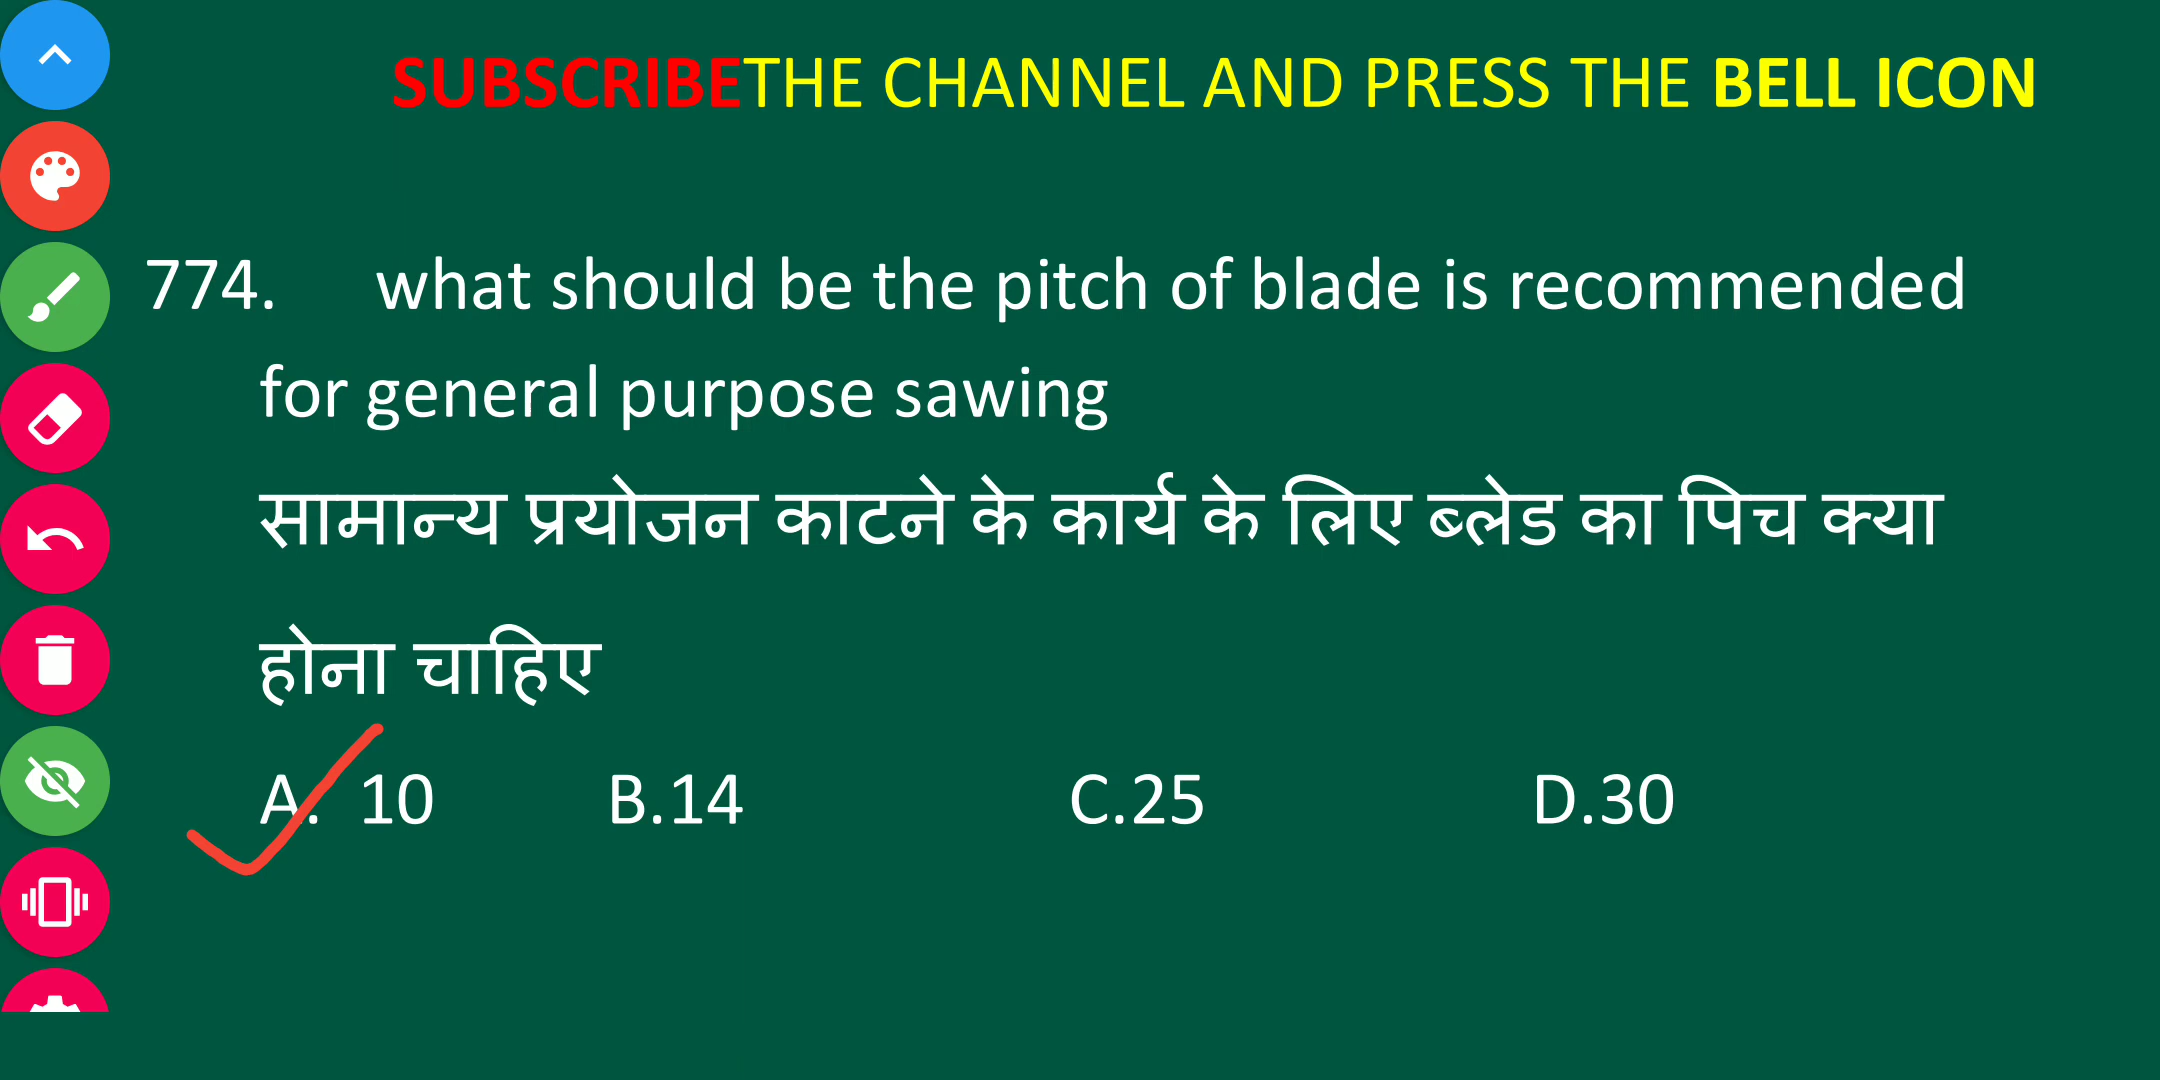 SUBSCRIBETHE CHANNEL AND PRESS THE BELL ICON
774. what should be the pitch of blade is recommended
for general purpose sawing
सामान्य प्रयोजन काटने के कार्य के लिए ब्लेड का पिच क्या
होना चाहिए
A. 10 B.14 C.25 D.30